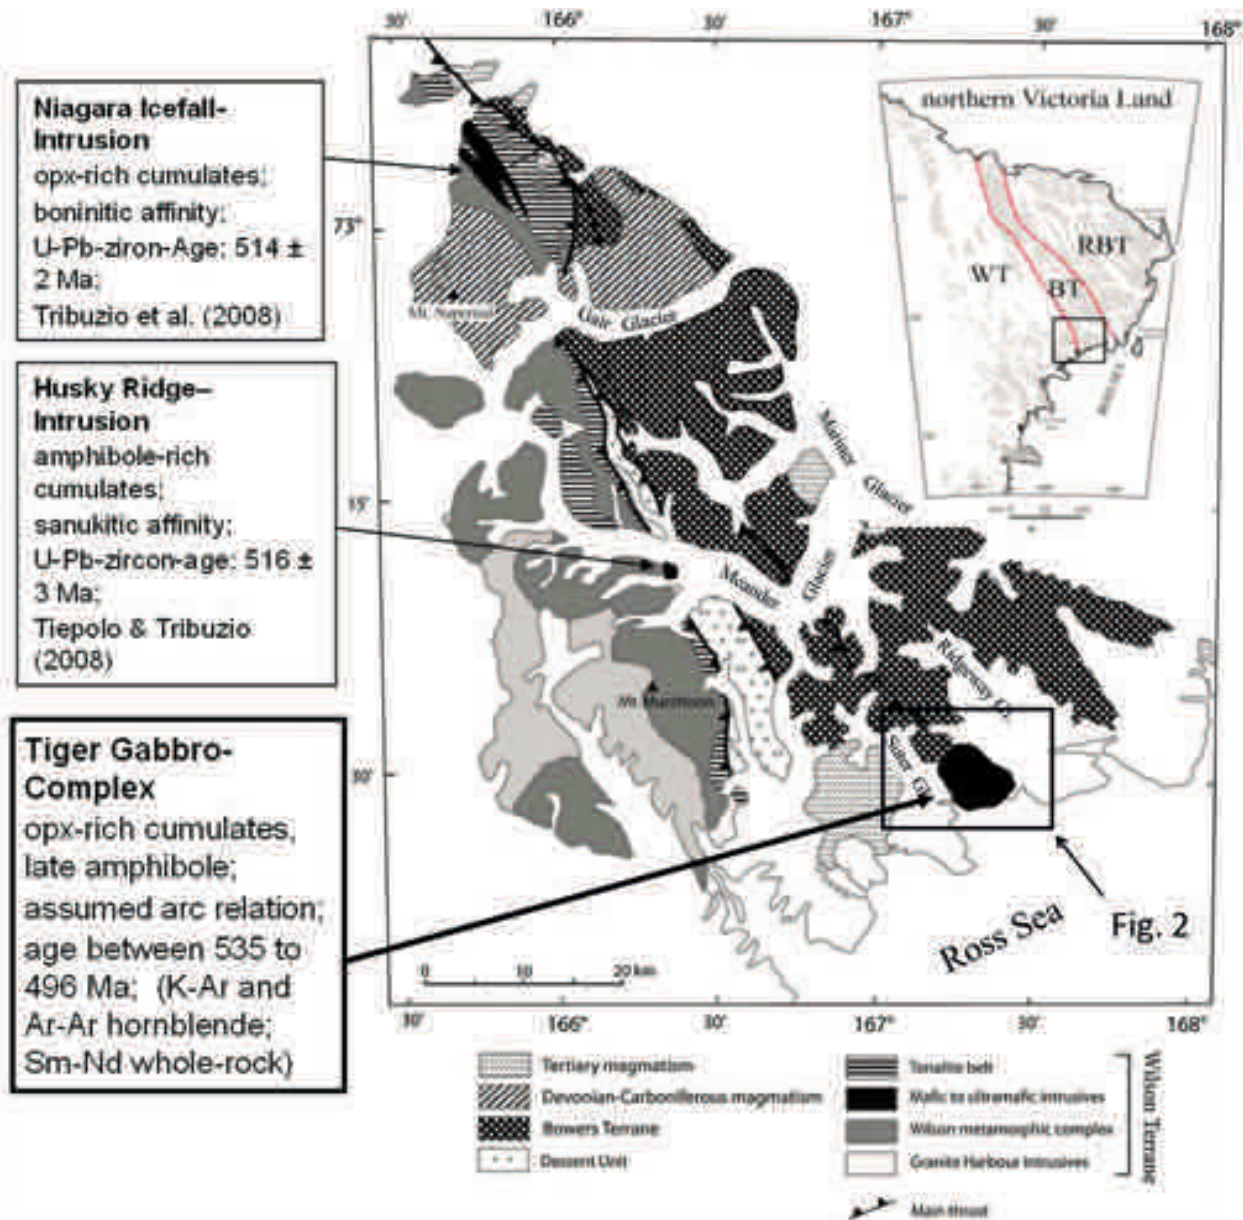 30'
166°
30'
167°
30'
168°
Niagara Icefall-
Intrusion
opx-rich cumulates;
boninitic affinity;
U-Pb-ziron-Age: 514 ±
2 Ma;
Tribuzio et al. (2008)
Husky Ridge–
Intrusion
amphibole-rich
cumulates;
sanukitic affinity;
U-Pb-zircon-age: 516 ±
3 Ma;
Tiepolo & Tribuzio
(2008)
Tiger Gabbro-
Complex
opx-rich cumulates,
late amphibole;
assumed arc relation;
age between 535 to
496 Ma; (K-Ar and
Ar-Ar hornblende;
Sm-Nd whole-rock)
73°
15'
30'
northern Victoria Land
WT
BT
RBT
Mt.
Gair Glacier
Mariner
Glacier
Meander
Glacier
Ridgeway Gl.
Mt. Murchison
Ross Sea
Fig. 2
0 10 20 km
30'
166°
30'
167°
30'
168°
Tertiary magmatism
Devonian-Carboniferous magmatism
Bowers Terrane
Dessent Unit
Tonalite belt
Mafic to ultramafic intrusives
Wilson metamorphic complex
Granite Harbour Intrusives
Main thrust
Wilson Terrane